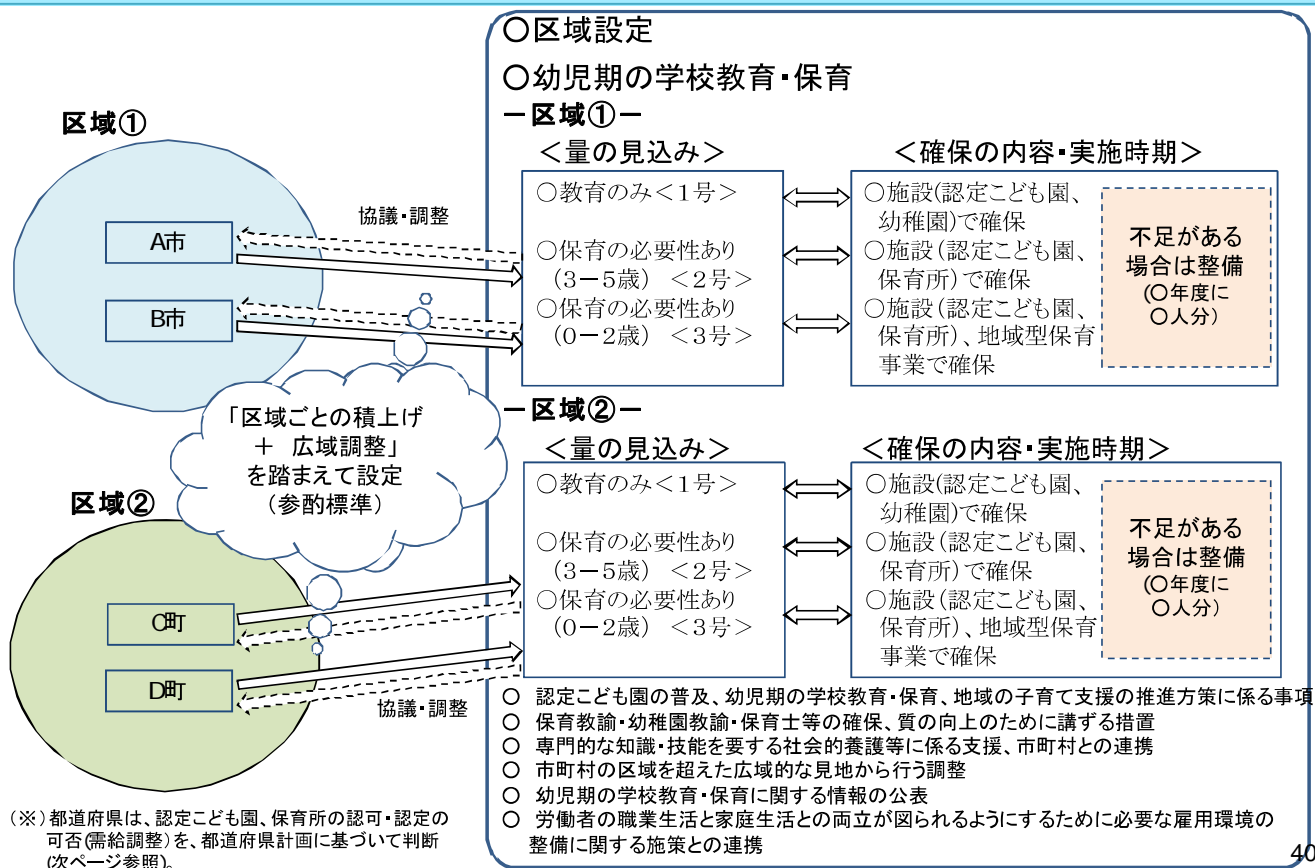 〇区域設定
〇幼児期の学校教育・保育
－区域①－
区域①
＜量の見込み＞
＜確保の内容・実施時期＞
A市
B市
協議・調整
○教育のみ＜1号＞
○保育の必要性あり
(3－5歳) ＜2号＞
○保育の必要性あり
(0－2歳) ＜3号＞
○施設(認定こども園、
幼稚園)で確保
○施設(認定こども園、
保育所)で確保
○施設(認定こども園、
保育所)、地域型保育
事業で確保
不足がある
場合は整備
(〇年度に
〇人分)
「区域ごとの積上げ
＋ 広域調整」
を踏まえて設定
(参酌標準)
－区域②－
区域②
＜量の見込み＞
＜確保の内容・実施時期＞
C町
D町
協議・調整
○教育のみ＜1号＞
○保育の必要性あり
(3－5歳) ＜2号＞
○保育の必要性あり
(0－2歳) ＜3号＞
○施設(認定こども園、
幼稚園)で確保
○施設(認定こども園、
保育所)で確保
○施設(認定こども園、
保育所)、地域型保育
事業で確保
不足がある
場合は整備
(〇年度に
〇人分)
○ 認定こども園の普及、幼児期の学校教育・保育、地域の子育て支援の推進方策に係る事項
○ 保育教諭・幼稚園教諭・保育士等の確保、質の向上のために講ずる措置
○ 専門的な知識・技能を要する社会的養護等に係る支援、市町村との連携
○ 市町村の区域を超えた広域的な見地から行う調整
○ 幼児期の学校教育・保育に関する情報の公表
○ 労働者の職業生活と家庭生活との両立が図られるようにするために必要な雇用環境の
整備に関する施策との連携
(※)都道府県は、認定こども園、保育所の認可・認定の
可否(需給調整)を、都道府県計画に基づいて判断
(次ページ参照)。
40